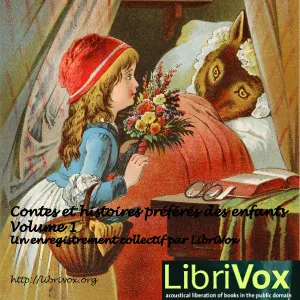 Contes et histoires préférés des enfants
Volume 1
Un enregistrement collectif par LibriVox
http://librivox.org
LibriVox
acoustical liberation of books in the public domain